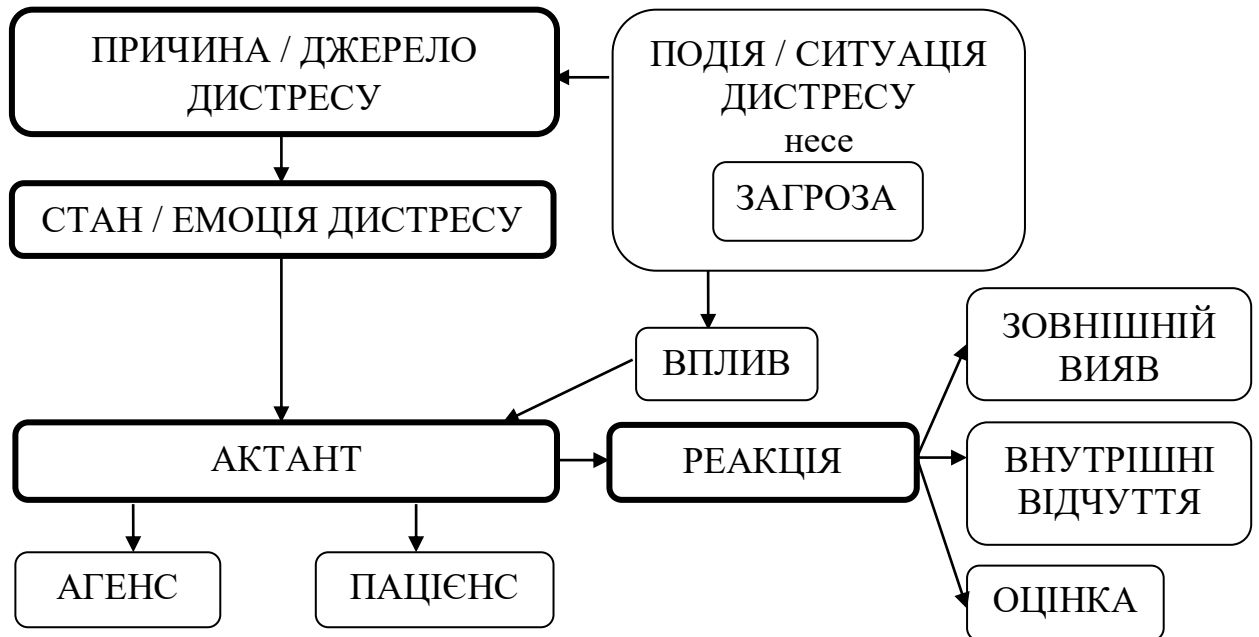 ПРИЧИНА / ДЖЕРЕЛО
ДИСТРЕСУ
ПОДІЯ / СИТУАЦІЯ
ДИСТРЕСУ
несе
ЗАГРОЗА
СТАН / ЕМОЦІЯ ДИСТРЕСУ
ВПЛИВ
ЗОВНІШНІЙ
ВИЯВ
АКТАНТ
РЕАКЦІЯ
ВНУТРІШНІ
ВІДЧУТТЯ
АГЕНС
ПАЦІЄНС
ОЦІНКА